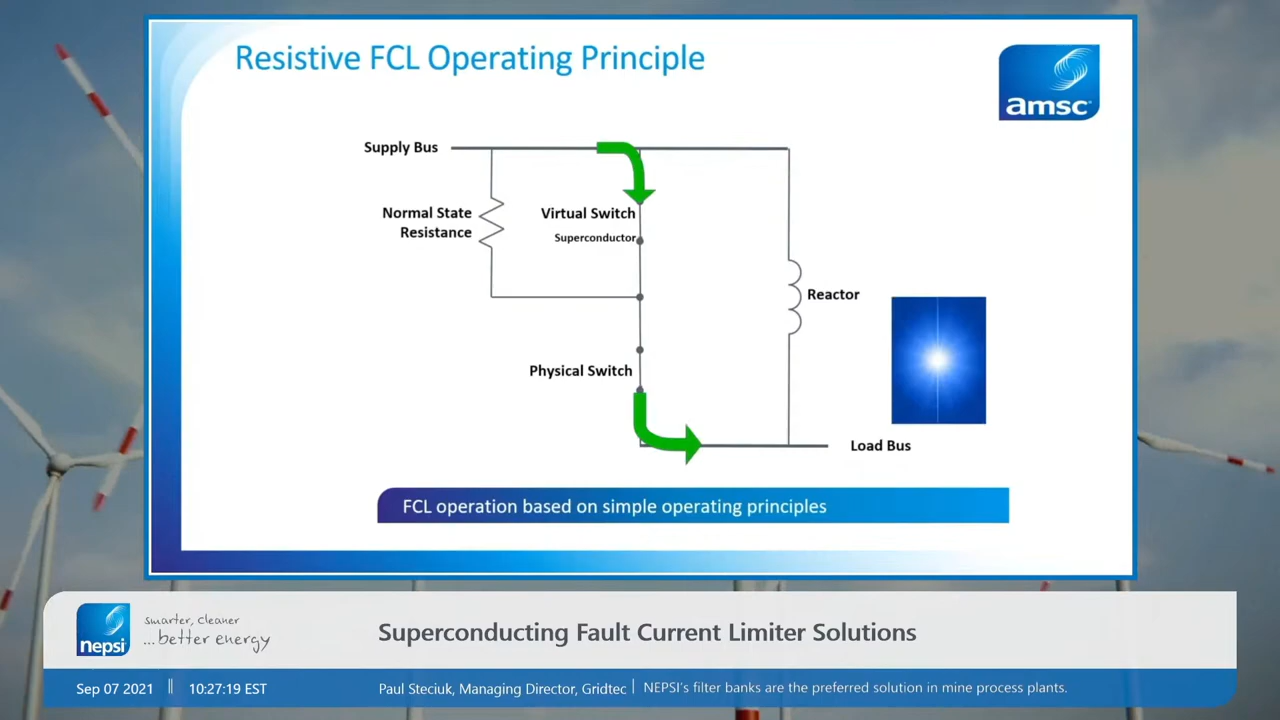 Resistive FCL Operating Principle
amsc
Supply Bus
Normal State
Resistance
Virtual Switch
Superconductor
Reactor
Physical Switch
Load Bus
FCL operation based on simple operating principles
nepsi
smarter, cleaner
...better energy
Superconducting Fault Current Limiter Solutions
Sep 07 2021
10:27:19 EST
Paul Steciuk, Managing Director, Gridtec
NEPSI's filter banks are the preferred solution in mine process plants.